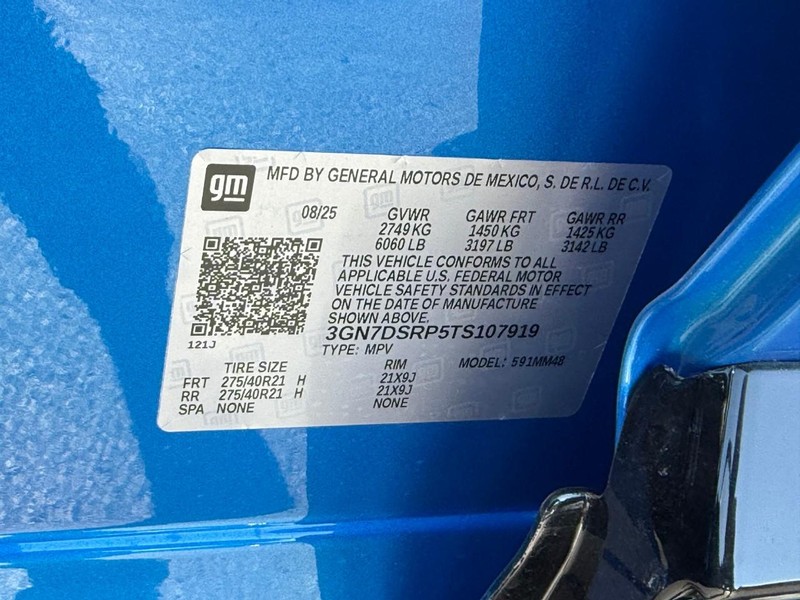 gm MFD BY GENERAL MOTORS DE MEXICO, S. DE R.L. DE C.V.
08/25 GVWR GAWR FRT GAWR RR
2749 KG 1450 KG 1425 KG
6060 LB 3197 LB 3142 LB
THIS VEHICLE CONFORMS TO ALL
APPLICABLE U.S. FEDERAL MOTOR
VEHICLE SAFETY STANDARDS IN EFFECT
ON THE DATE OF MANUFACTURE
SHOWN ABOVE.
3GN7DSRP5TS107919
121J
TYPE: MPV
TIRE SIZE RIM MODEL: 591MM48
FRT 275/40R21 H 21X9J
RR 275/40R21 H 21X9J
SPA NONE NONE